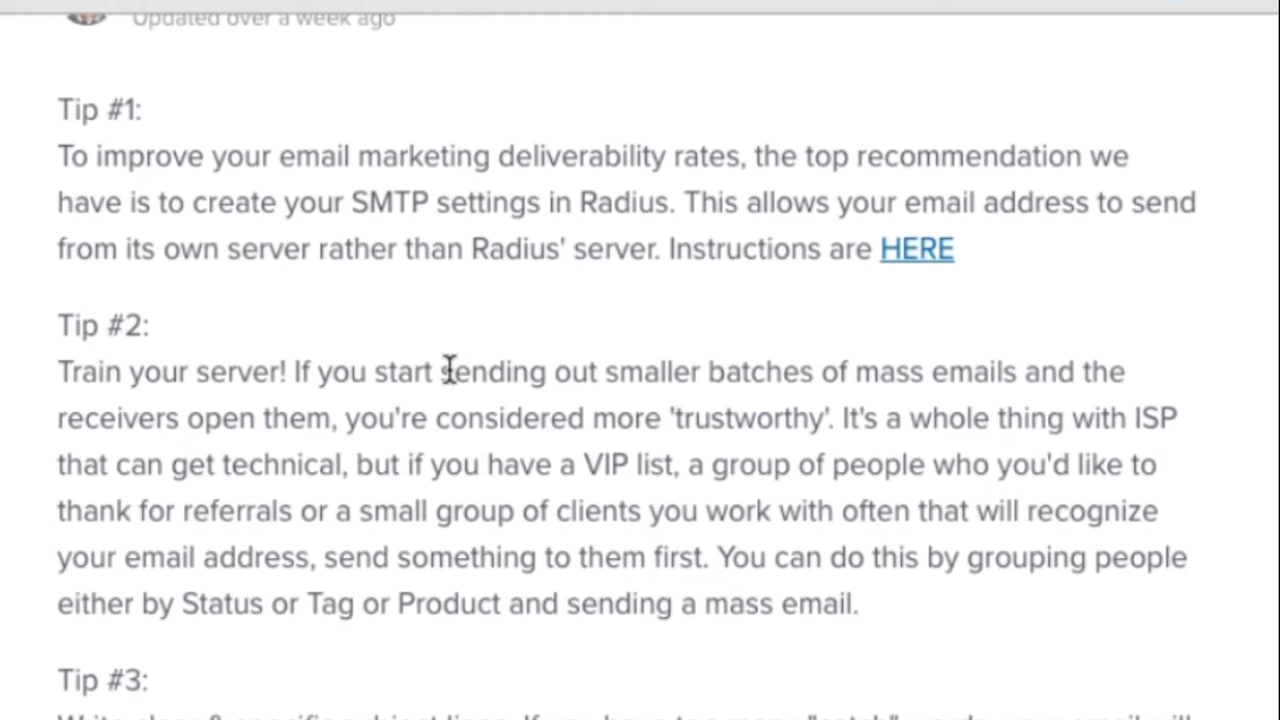 Updated over a week ago
Tip #1:
To improve your email marketing deliverability rates, the top recommendation we
have is to create your SMTP settings in Radius. This allows your email address to send
from its own server rather than Radius' server. Instructions are HERE
Tip #2:
Train your server! If you start sending out smaller batches of mass emails and the
receivers open them, you're considered more 'trustworthy'. It's a whole thing with ISP
that can get technical, but if you have a VIP list, a group of people who you'd like to
thank for referrals or a small group of clients you work with often that will recognize
your email address, send something to them first. You can do this by grouping people
either by Status or Tag or Product and sending a mass email.
Tip #3: